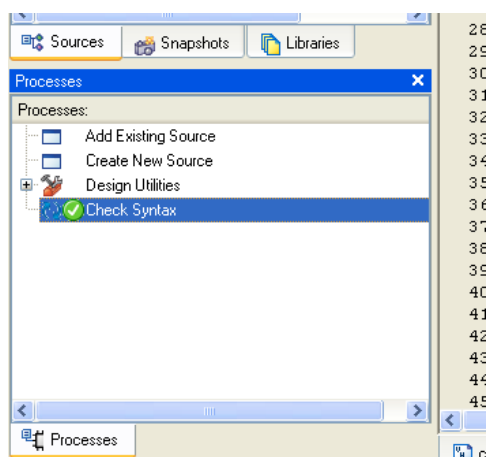 Sources Snapshots Libraries
Processes
Processes:
Add Existing Source
Create New Source
Design Utilities
Check Syntax
Processes
28
29
30
31
32
33
34
35
36
37
38
39
40
41
42
43
44
45